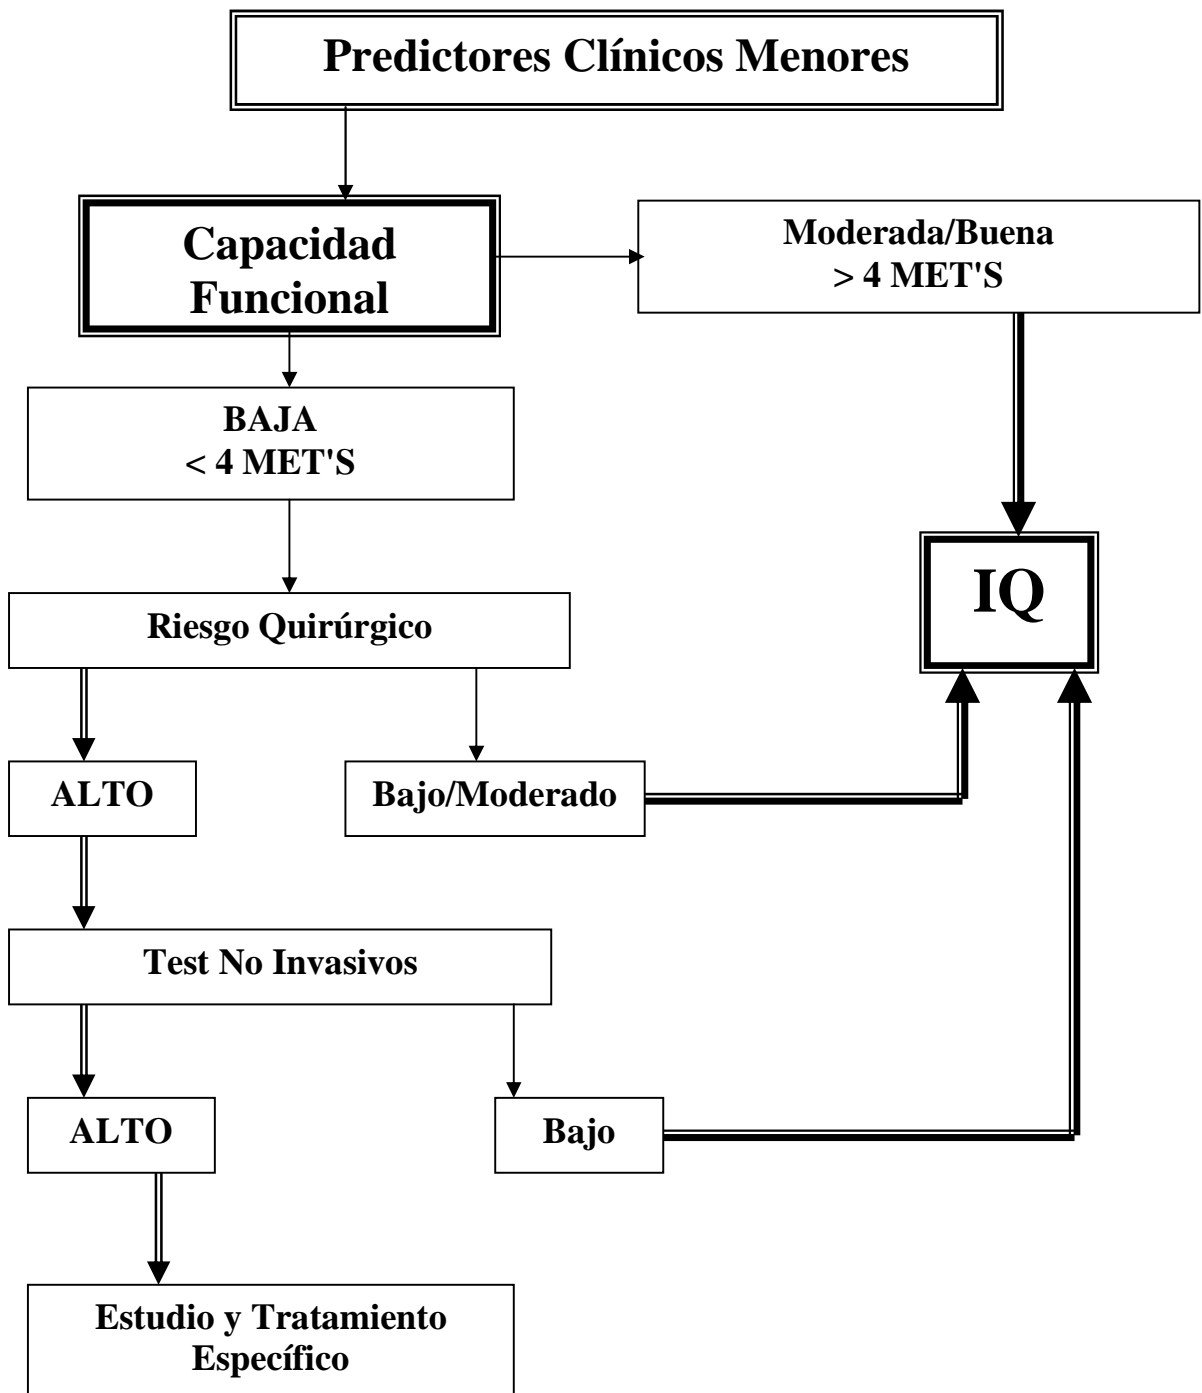 Predictores Clínicos Menores
Capacidad
Funcional
Moderada/Buena
> 4 MET'S
BAJA
< 4 MET'S
IQ
Riesgo Quirúrgico
ALTO
Bajo/Moderado
Test No Invasivos
ALTO
Bajo
Estudio y Tratamiento
Específico